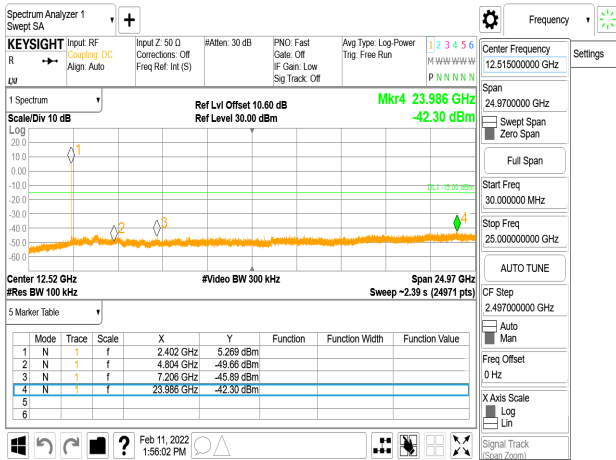 Spectrum Analyzer 1
Swept SA
Frequency
Settings
KEYSIGHT
R
Input: RF
Coupling: DC
Align: Auto
Input Z: 50 Ω
Corrections: Off
Freq Ref: Int (S)
#Atten: 30 dB
PNO: Fast
Gate: Off
IF Gain: Low
Sig Track: Off
Avg Type: Log-Power
Trig: Free Run
1 2 3 4 5 6
M W W W W W
P N N N N N
1 Spectrum
Scale/Div 10 dB
Ref Lvl Offset 10.60 dB
Ref Level 30.00 dBm
Mkr4 23.986 GHz
-42.30 dBm
Log
20.0
10.0
0.00
-10.0
-20.0
-30.0
-40.0
-50.0
-60.0
1
2
3
4
DL1 -15.00 dBm
Center 12.52 GHz
#Res BW 100 kHz
#Video BW 300 kHz
Span 24.97 GHz
Sweep ~2.39 s (24971 pts)
5 Marker Table
Mode Trace Scale X Y Function Function Width Function Value
1 N 1 f 2.402 GHz 5.269 dBm
2 N 1 f 4.804 GHz -49.66 dBm
3 N 1 f 7.206 GHz -45.89 dBm
4 N 1 f 23.986 GHz -42.30 dBm
5
6
Feb 11, 2022
1:56:02 PM
Center Frequency
12.515000000 GHz
Span
24.9700000 GHz
Swept Span
Zero Span
Full Span
Start Freq
30.000000 MHz
Stop Freq
25.000000000 GHz
AUTO TUNE
CF Step
2.497000000 GHz
Auto
Man
Freq Offset
0 Hz
X Axis Scale
Log
Lin
Signal Track
(Span Zoom)